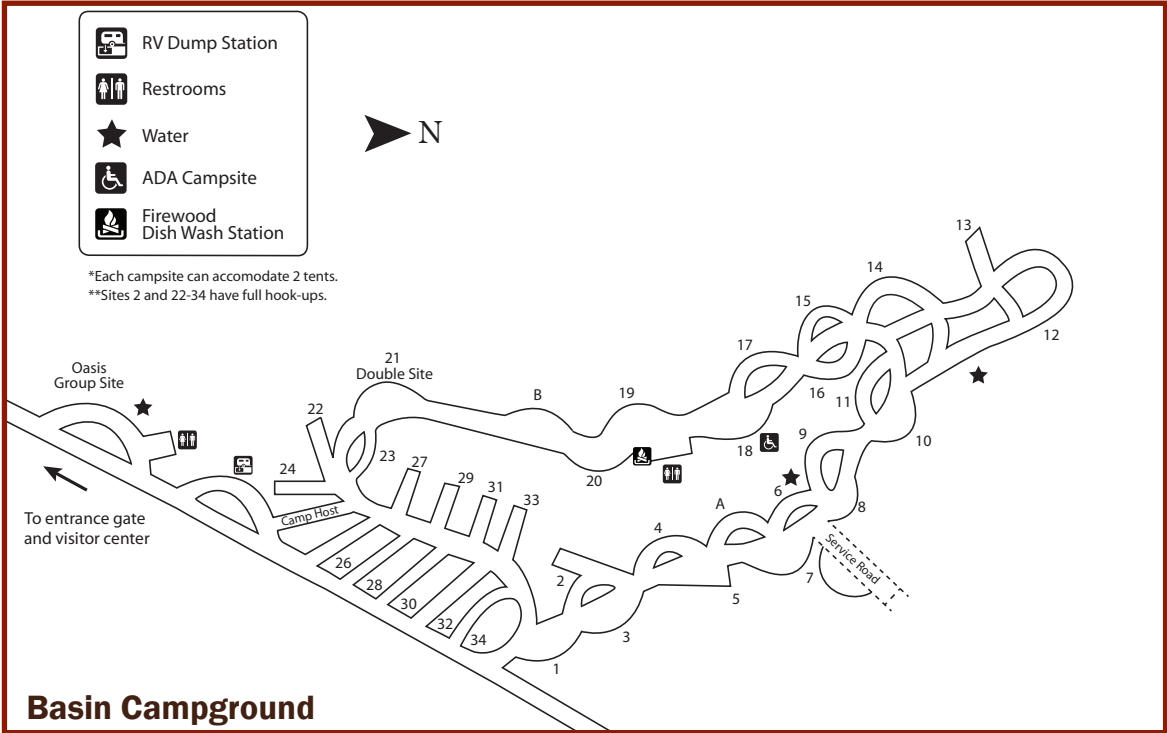 RV Dump Station
Restrooms
Water
ADA Campsite
Firewood
Dish Wash Station
N
*Each campsite can accomodate 2 tents.
**Sites 2 and 22-34 have full hook-ups.
13
14
12
15
17
16
11
Oasis
Group Site
21
Double Site
B
19
22
9
10
18
23
27
24
20
6
29
31
33
A
8
4
Camp Host
Service Road
26
2
7
28
5
30
32
3
34
1
To entrance gate
and visitor center
Basin Campground